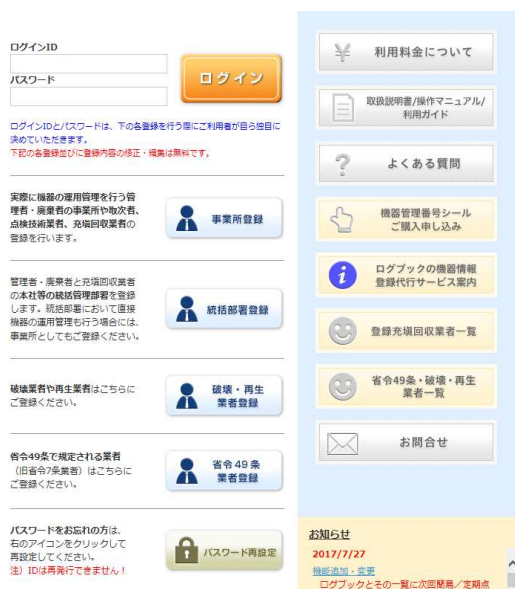 ログインID
パスワード
ログイン
ログインIDとパスワードは、下の各登録を行う際にご利用者が自ら独自に
決めていただきます。
下記の各登録並びに登録内容の修正・編集は無料です。
実際に機器の運用管理を行う管
理者・廃棄者の事業所や取次者、
点検技術業者、充塡回収業者の
登録を行います。
事業所登録
管理者・廃棄者と充塡回収業者
の本社等の統括管理部署を登録
します。統括部署において直接
機器の運用管理も行う場合には、
事業所としてもご登録ください。
統括部署登録
破壊業者や再生業者はこちらに
ご登録ください。
破壊・再生
業者登録
省令49条で規定される業者
（旧省令7条業者）はこちらに
ご登録ください。
省令49条
業者登録
パスワードをお忘れの方は、
右のアイコンをクリックして
再設定してください。
注）IDは再発行できません！
パスワード再設定
利用料金について
取扱説明書/操作マニュアル/
利用ガイド
よくある質問
機器管理番号シール
ご購入申し込み
ログブックの機器情報
登録代行サービス案内
登録充塡回収業者一覧
省令49条・破壊・再生
業者一覧
お問合せ
お知らせ
2017/7/27
機能追加・変更
ログブックとその一覧に次回簡易／定期点